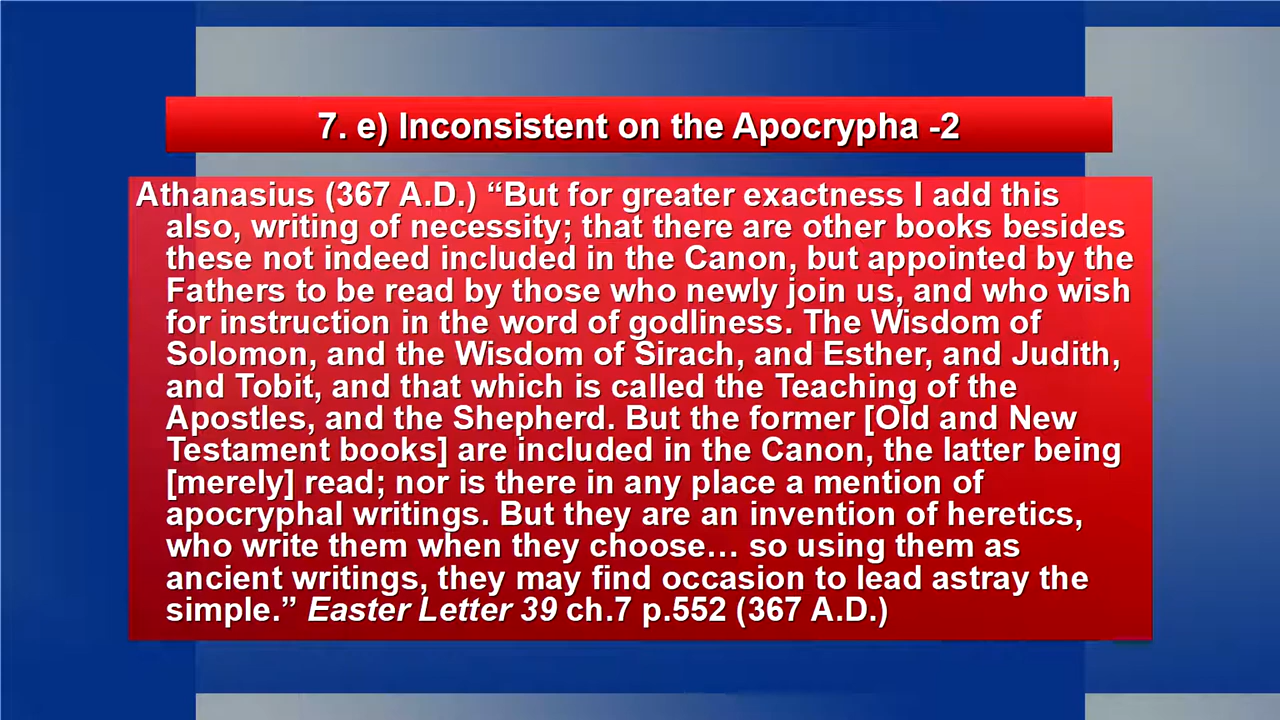 7. e) Inconsistent on the Apocrypha -2
Athanasius (367 A.D.) “But for greater exactness I add this
also, writing of necessity; that there are other books besides
these not indeed included in the Canon, but appointed by the
Fathers to be read by those who newly join us, and who wish
for instruction in the word of godliness. The Wisdom of
Solomon, and the Wisdom of Sirach, and Esther, and Judith,
and Tobit, and that which is called the Teaching of the
Apostles, and the Shepherd. But the former [Old and New
Testament books] are included in the Canon, the latter being
[merely] read; nor is there in any place a mention of
apocryphal writings. But they are an invention of heretics,
who write them when they choose… so using them as
ancient writings, they may find occasion to lead astray the
simple.” Easter Letter 39 ch.7 p.552 (367 A.D.)